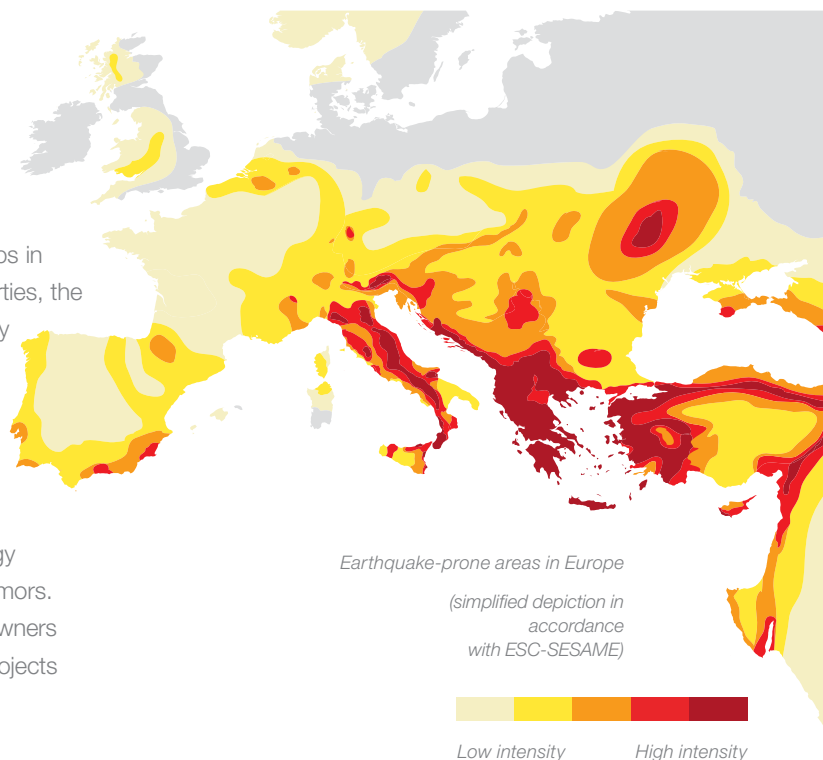 in
rties, the
y
gy
mors.
wners
ojects
Earthquake-prone areas in Europe
(simplified depiction in
accordance
with ESC-SESAME)
Low intensity High intensity